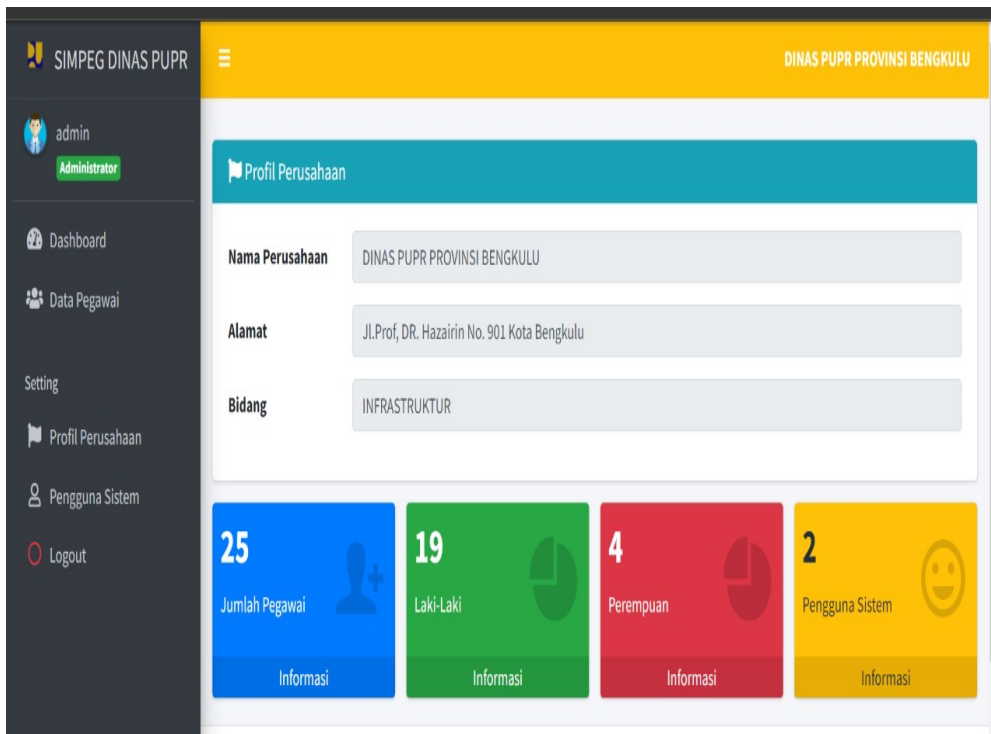 SIMPEG DINAS PUPR
DINAS PUPR PROVINSI BENGKULU
admin
Administrator
Dashboard
Data Pegawai
Setting
Profil Perusahaan
Pengguna Sistem
Logout
Profil Perusahaan
Nama Perusahaan DINAS PUPR PROVINSI BENGKULU
Alamat Jl.Prof, DR. Hazairin No. 901 Kota Bengkulu
Bidang INFRASTRUKTUR
25
Jumlah Pegawai
Informasi
19
Laki-Laki
Informasi
4
Perempuan
Informasi
2
Pengguna Sistem
Informasi